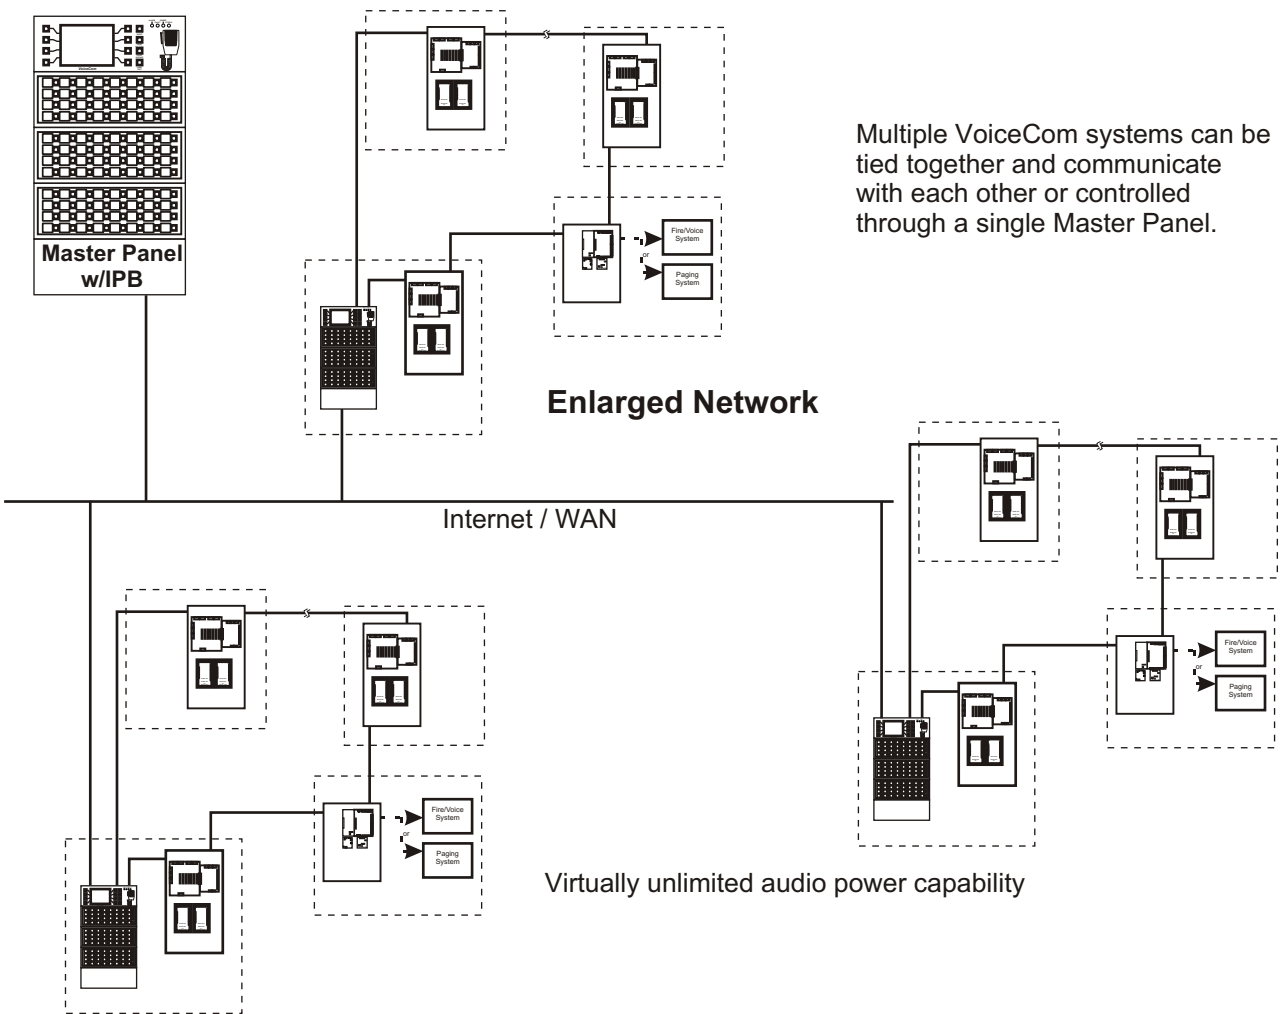 VoiceCom
Master Panel
w/IPB
Multiple VoiceCom systems can be
tied together and communicate
with each other or controlled
through a single Master Panel.
Fire/Voice
System
or
Paging
System
Enlarged Network
Internet / WAN
Fire/Voice
System
or
Paging
System
Fire/Voice
System
or
Paging
System
Virtually unlimited audio power capability